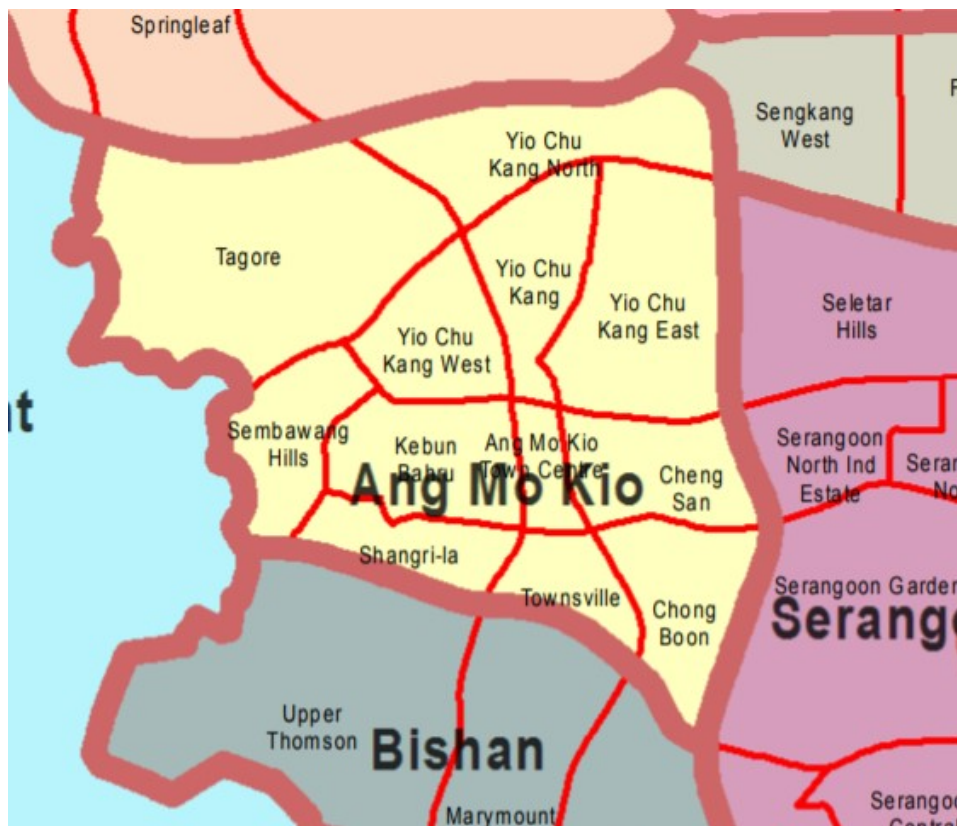 Springleaf
Sengkang
West
Yio Chu
Kang North
Tagore
Yio Chu
Kang
Yio Chu
Kang East
Seletar
Hills
Yio Chu
Kang West
Sembawang
Hills
Kebun
Bahru
Ang Mo Kio
Town Centre
Cheng
San
Serangoon
North Ind
Estate
Ang Mo Kio
Shangri-la
Townsville
Chong
Boon
Serangoon Garden
Upper
Thomson
Bishan
Marymount